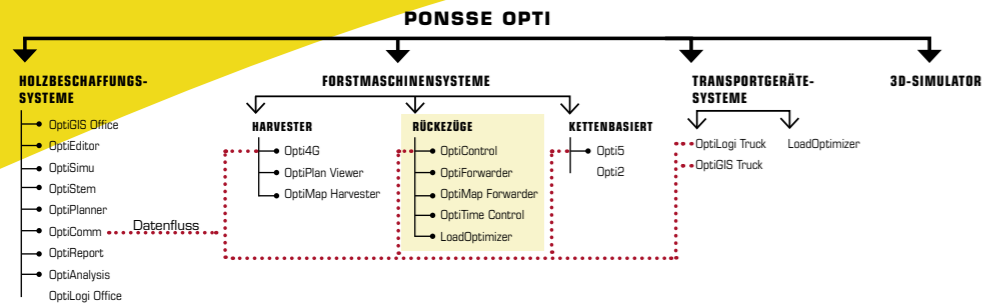 PONSSE OPTI
HOLZBESCHAFFUNGS-
SYSTEME
OptiGIS Office
OptiEditor
OptiSimu
OptiStem
OptiPlanner
OptiComm
OptiReport
OptiAnalysis
OptiLogi Office
Datenfluss
FORSTMASCHINENSYSTEME
HARVESTER
Opti4G
OptiPlan Viewer
OptiMap Harvester
RÜCKEZÜGE
OptiControl
OptiForwarder
OptiMap Forwarder
OptiTime Control
LoadOptimizer
KETTENBASIERT
Opti5
Opti2
TRANSPORTGERÄTE-
SYSTEME
OptiLogi Truck
OptiGIS Truck
LoadOptimizer
3D-SIMULATOR